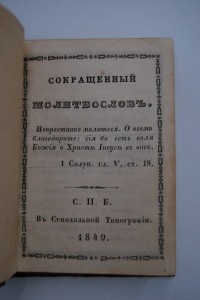 СОКРАЩЕННЫЙ
МОЛИТВОСЛОВЪ.
Непрестанно молитеся. О всемъ
благодарите: сія бо есть воля
Божія о Христѣ Іисусѣ въ васъ.
1 Солун. гл. V, ст. 18.
С. П. Б.
Въ Сѵнодальной Типографіи.
1849.